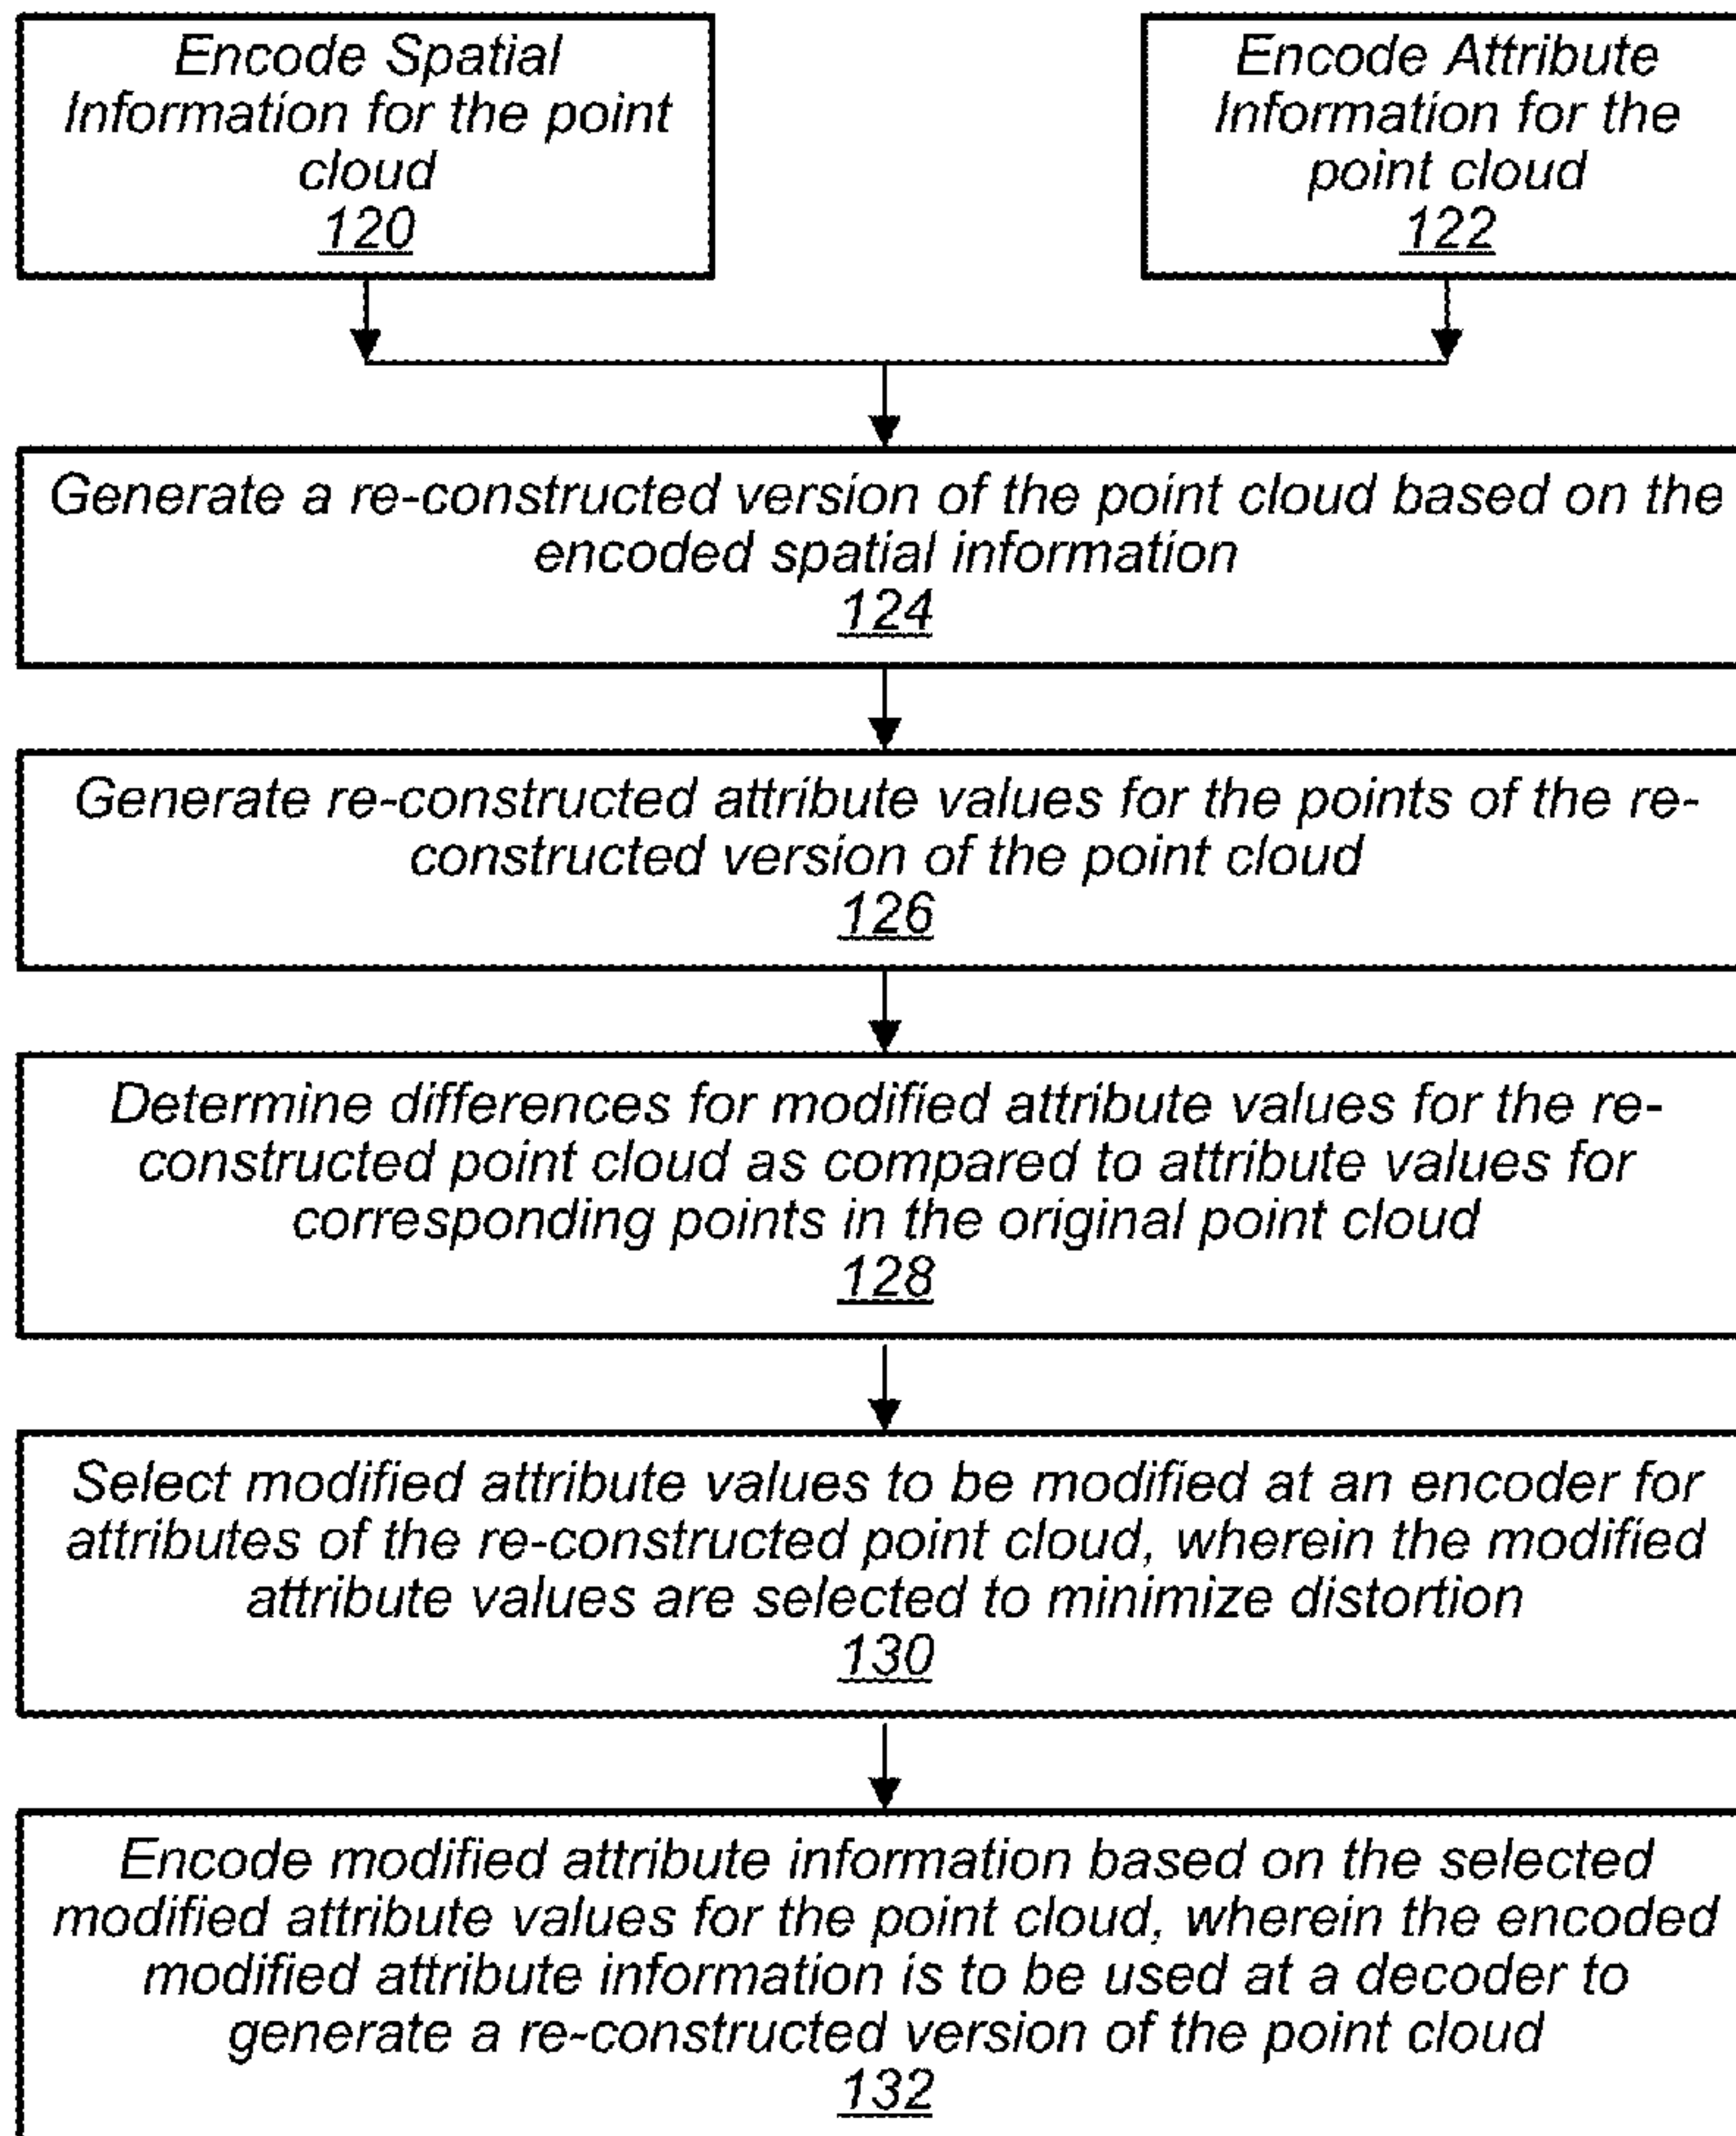 Encode Spatial
Information for the point
cloud
120
Encode Attribute
Information for the
point cloud
122
Generate a re-constructed version of the point cloud based on the
encoded spatial information
124
Generate re-constructed attribute values for the points of the re-
constructed version of the point cloud
126
Determine differences for modified attribute values for the re-
constructed point cloud as compared to attribute values for
corresponding points in the original point cloud
128
Select modified attribute values to be modified at an encoder for
attributes of the re-constructed point cloud, wherein the modified
attribute values are selected to minimize distortion
130
Encode modified attribute information based on the selected
modified attribute values for the point cloud, wherein the encoded
modified attribute information is to be used at a decoder to
generate a re-constructed version of the point cloud
132